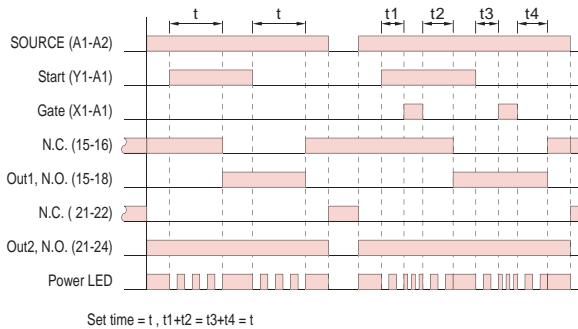 t t t1 t2 t3 t4
SOURCE (A1-A2)
Start (Y1-A1)
Gate (X1-A1)
N.C. (15-16)
Out1, N.O. (15-18)
N.C. ( 21-22)
Out2, N.O. (21-24)
Power LED
Set time = t , t1+t2 = t3+t4 = t